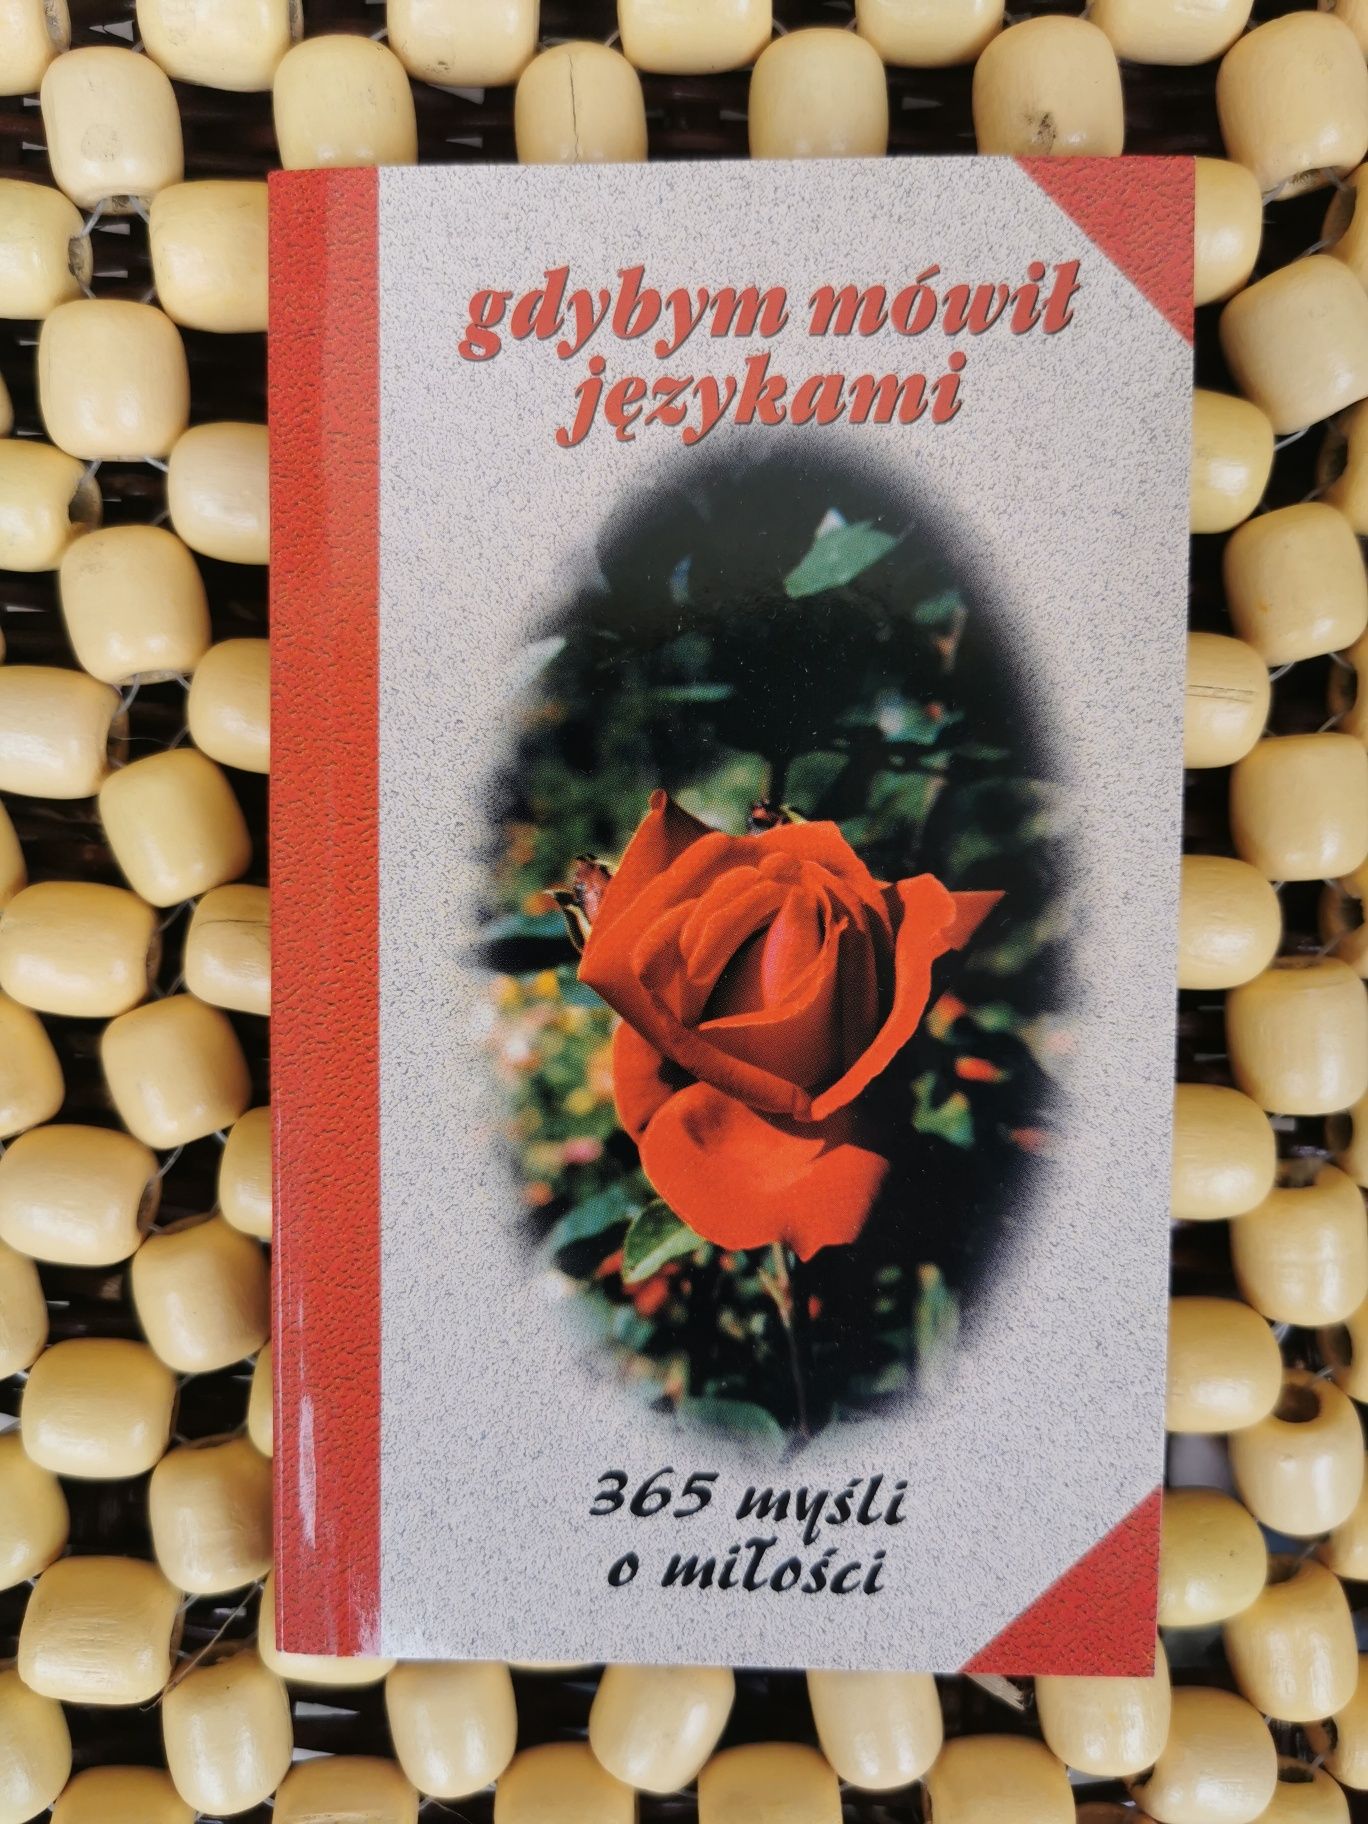 gdybym mówił
językami
365 myśli
o miłości